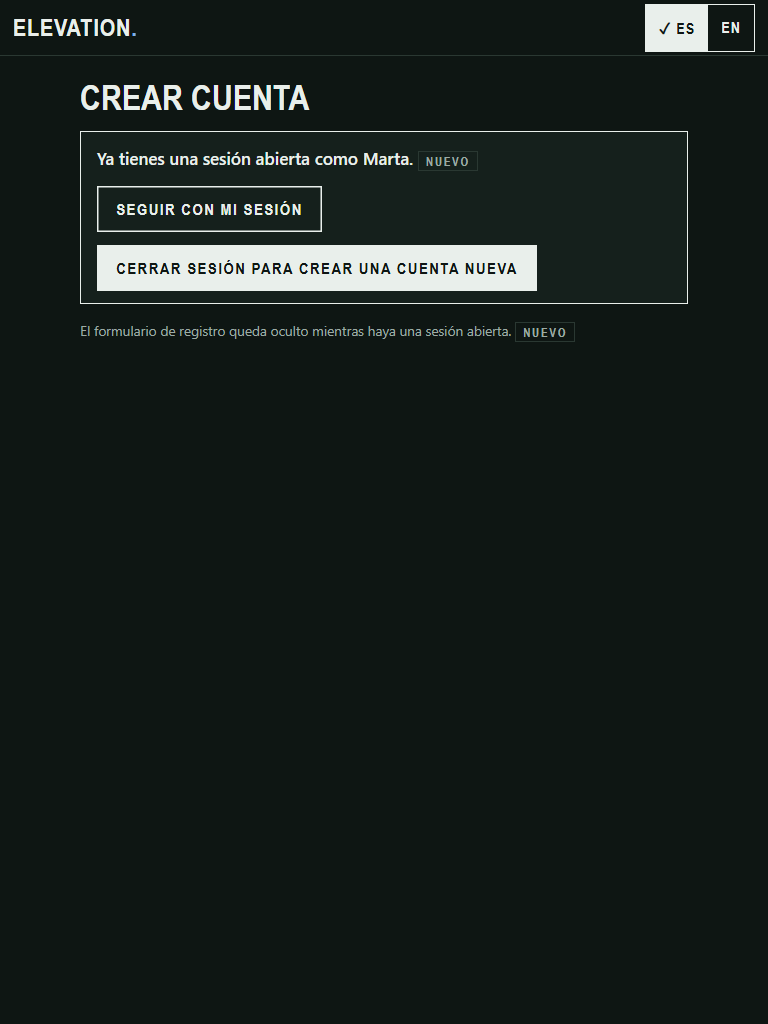 ELEVATION.
✓ ES EN
CREAR CUENTA
Ya tienes una sesión abierta como Marta. NUEVO
SEGUIR CON MI SESIÓN
CERRAR SESIÓN PARA CREAR UNA CUENTA NUEVA
El formulario de registro queda oculto mientras haya una sesión abierta. NUEVO